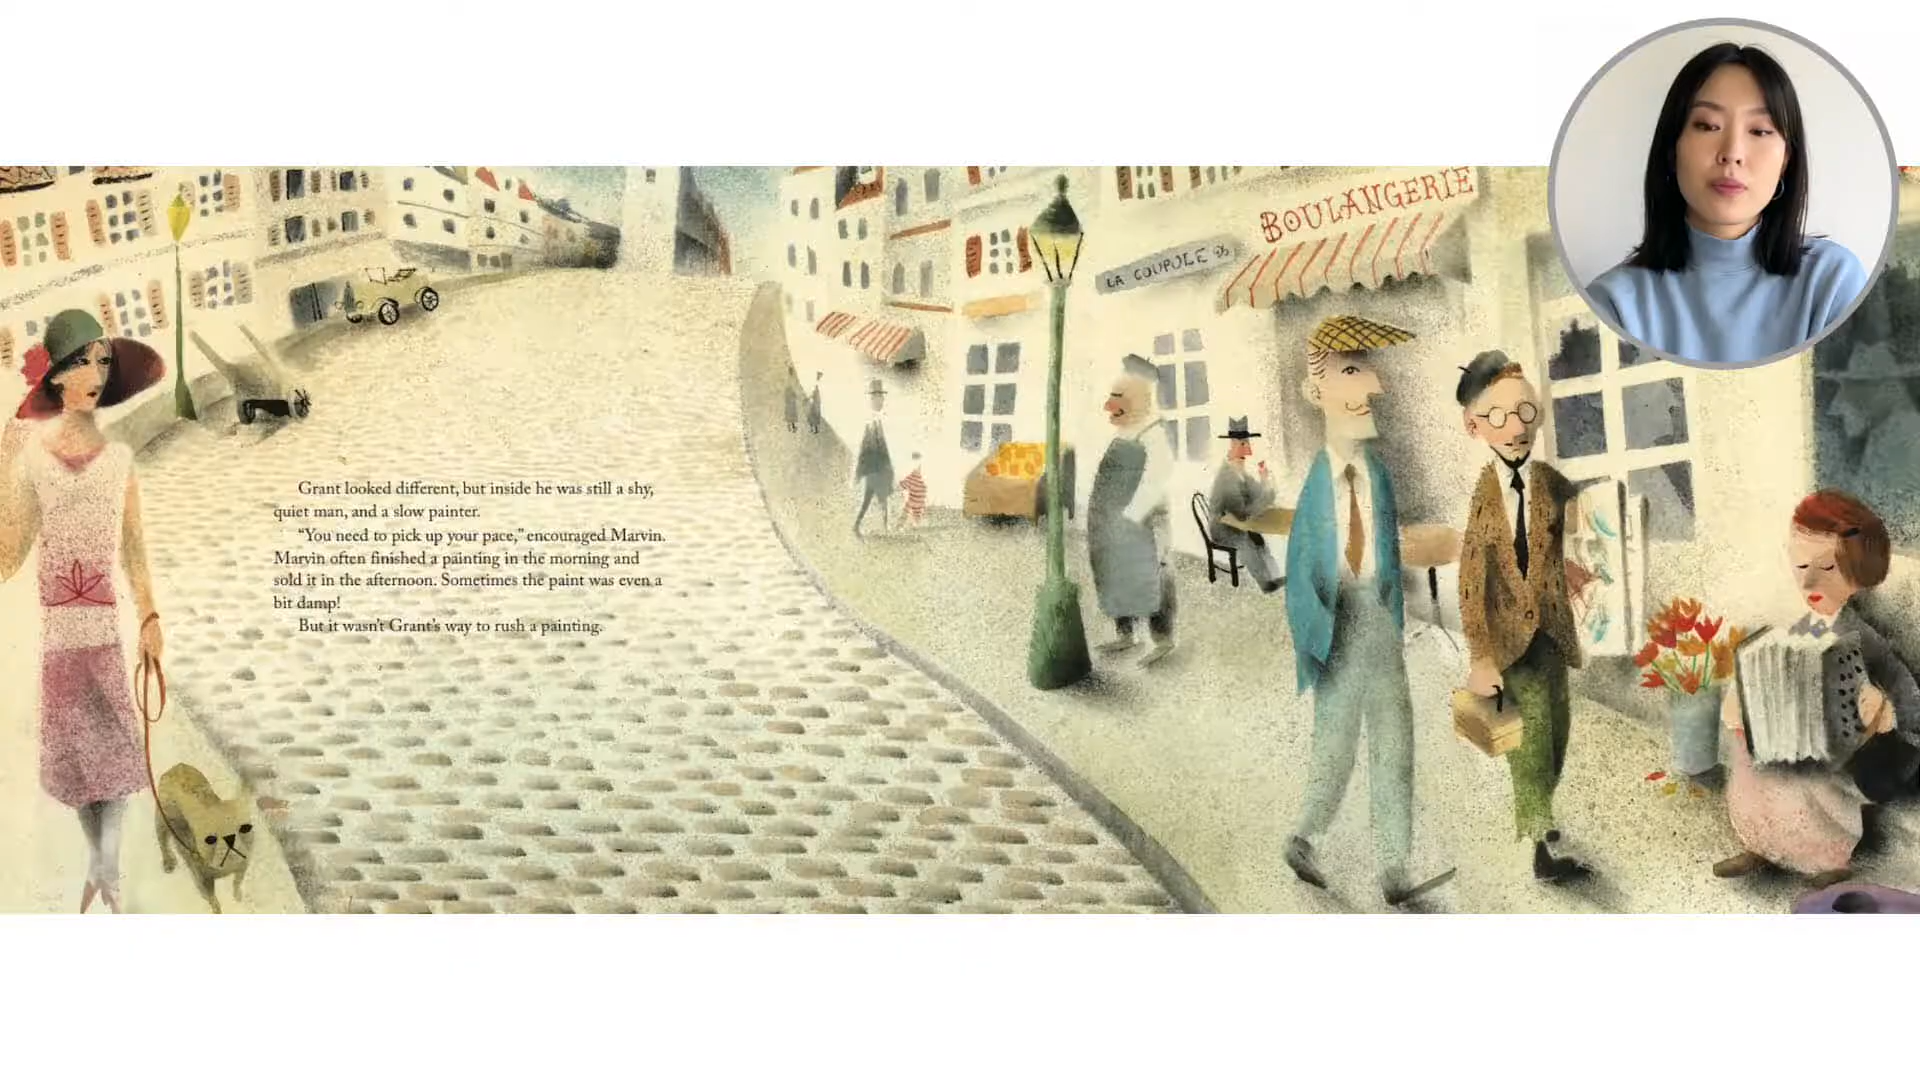 BOULANGERIE
LA COUPOLE
Grant looked different, but inside he was still a shy,
quiet man, and a slow painter.
“You need to pick up your pace,” encouraged Marvin.
Marvin often finished a painting in the morning and
sold it in the afternoon. Sometimes the paint was even a
bit damp!
But it wasn’t Grant’s way to rush a painting.